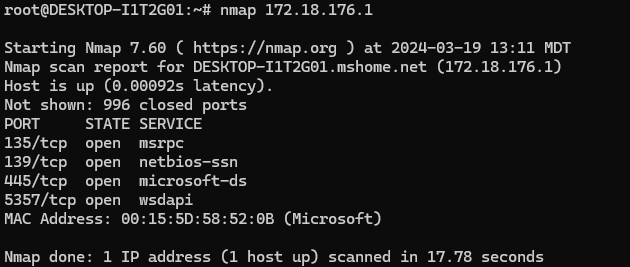 root@DESKTOP-I1T2G01:~# nmap 172.18.176.1
Starting Nmap 7.60 ( https://nmap.org ) at 2024-03-19 13:11 MDT
Nmap scan report for DESKTOP-I1T2G01.mshome.net (172.18.176.1)
Host is up (0.00092s latency).
Not shown: 996 closed ports
PORT     STATE SERVICE
135/tcp  open  msrpc
139/tcp  open  netbios-ssn
445/tcp  open  microsoft-ds
5357/tcp open  wsdapi
MAC Address: 00:15:5D:58:52:0B (Microsoft)
Nmap done: 1 IP address (1 host up) scanned in 17.78 seconds